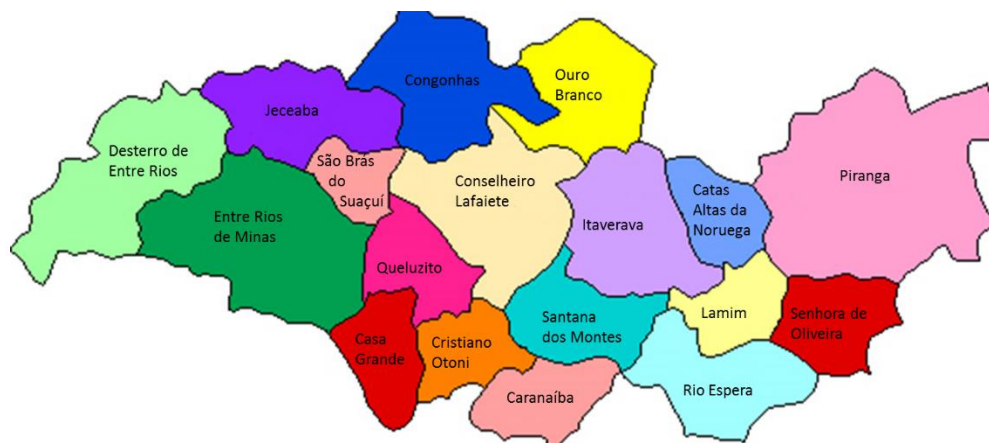 Congonhas
Ouro
Branco
Jeceaba
Desterro de
Entre Rios
São Brás
do
Suaçuí
Conselheiro
Lafaiete
Piranga
Catas
Altas da
Noruega
Itaverava
Entre Rios
de Minas
Queluzito
Lamim
Senhora de
Oliveira
Santana
dos Montes
Casa
Grande
Cristiano
Otoni
Caranaíba
Rio Espera